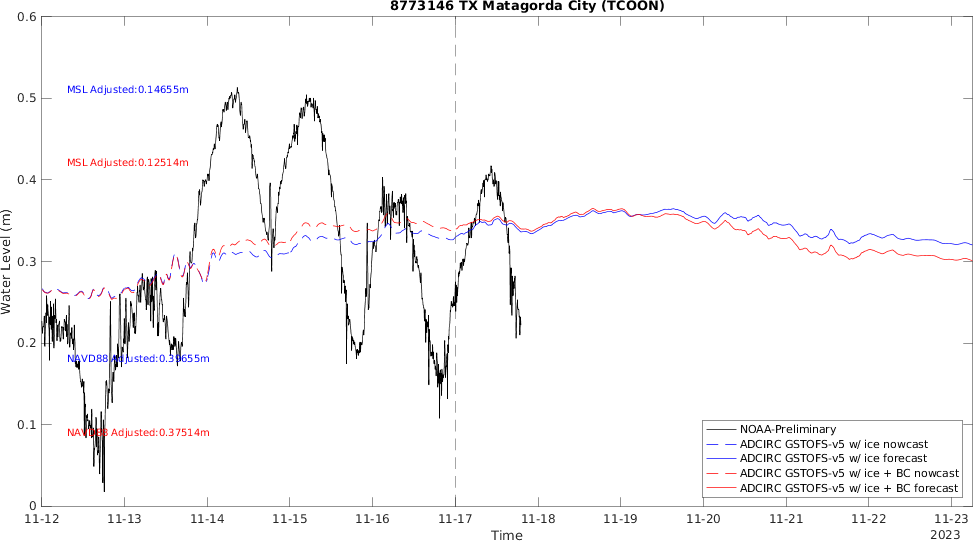 8773146 TX Matagorda City (TCOON)
0.6
0.5
0.4
0.3
0.2
0.1
0
Water Level (m)
MSL Adjusted:0.14655m
MSL Adjusted:0.12514m
NAVD88 Adjusted:0.39655m
NAVD88 Adjusted:0.37514m
NOAA-Preliminary
ADCIRC GSTOFS-v5 w/ ice nowcast
ADCIRC GSTOFS-v5 w/ ice forecast
ADCIRC GSTOFS-v5 w/ ice + BC nowcast
ADCIRC GSTOFS-v5 w/ ice + BC forecast
11-12 11-13 11-14 11-15 11-16 11-17 11-18 11-19 11-20 11-21 11-22 11-23
Time 2023